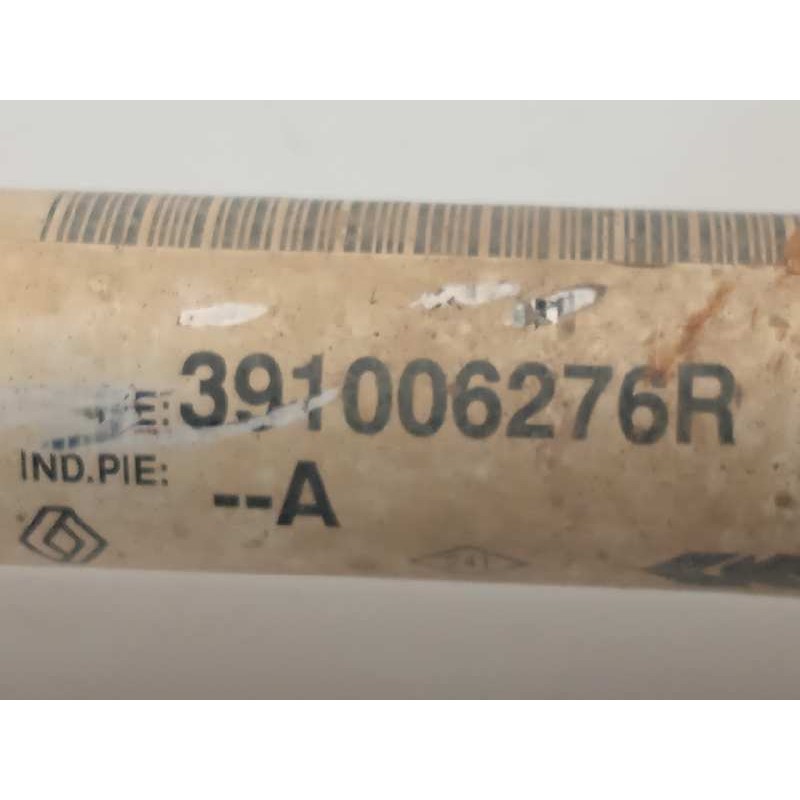 391006276R
IND.PIE:
--A